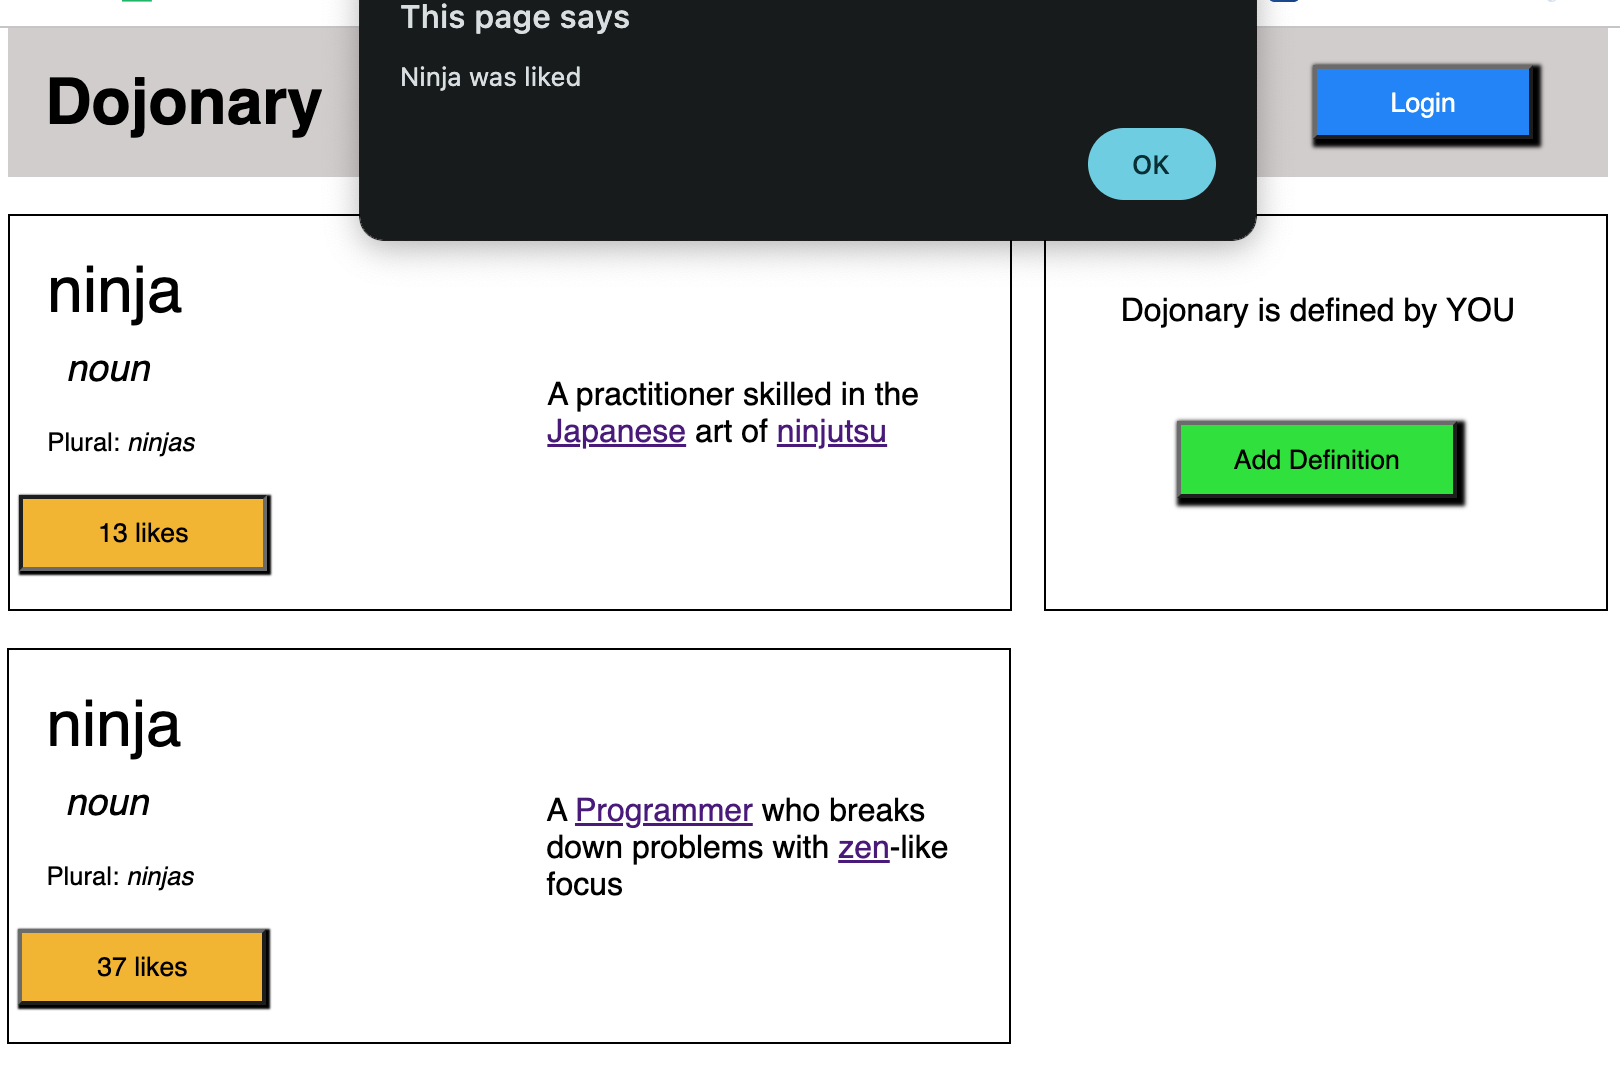 This page says
Ninja was liked
OK
Dojonary
Login
ninja
noun
Plural: ninjas
13 likes
A practitioner skilled in the
Japanese art of ninjutsu
Dojonary is defined by YOU
Add Definition
ninja
noun
Plural: ninjas
37 likes
A Programmer who breaks
down problems with zen-like
focus